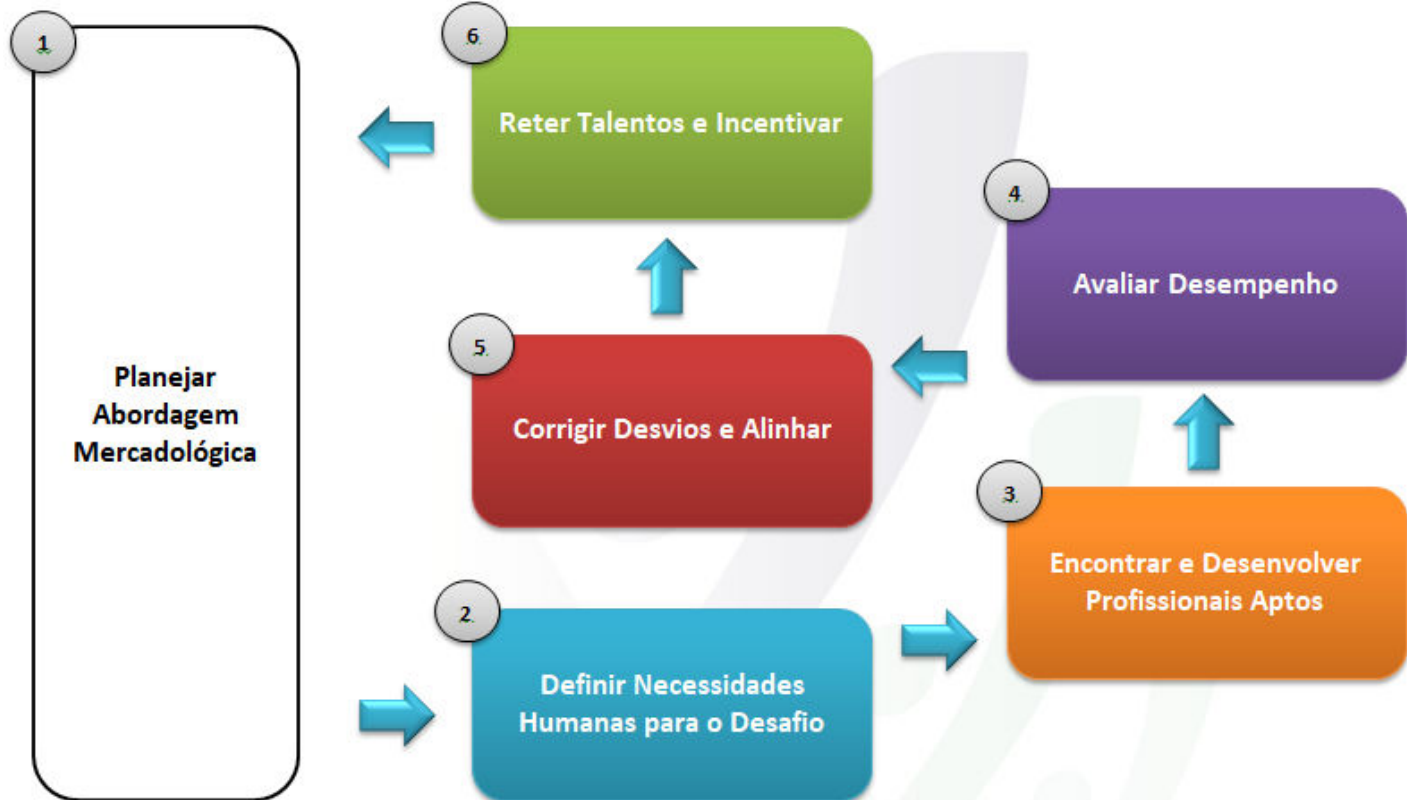 1
Planejar
Abordagem
Mercadológica
2.
Definir Necessidades
Humanas para o Desafio
3.
Encontrar e Desenvolver
Profissionais Aptos
4.
Avaliar Desempenho
5.
Corrigir Desvios e Alinhar
6.
Reter Talentos e Incentivar